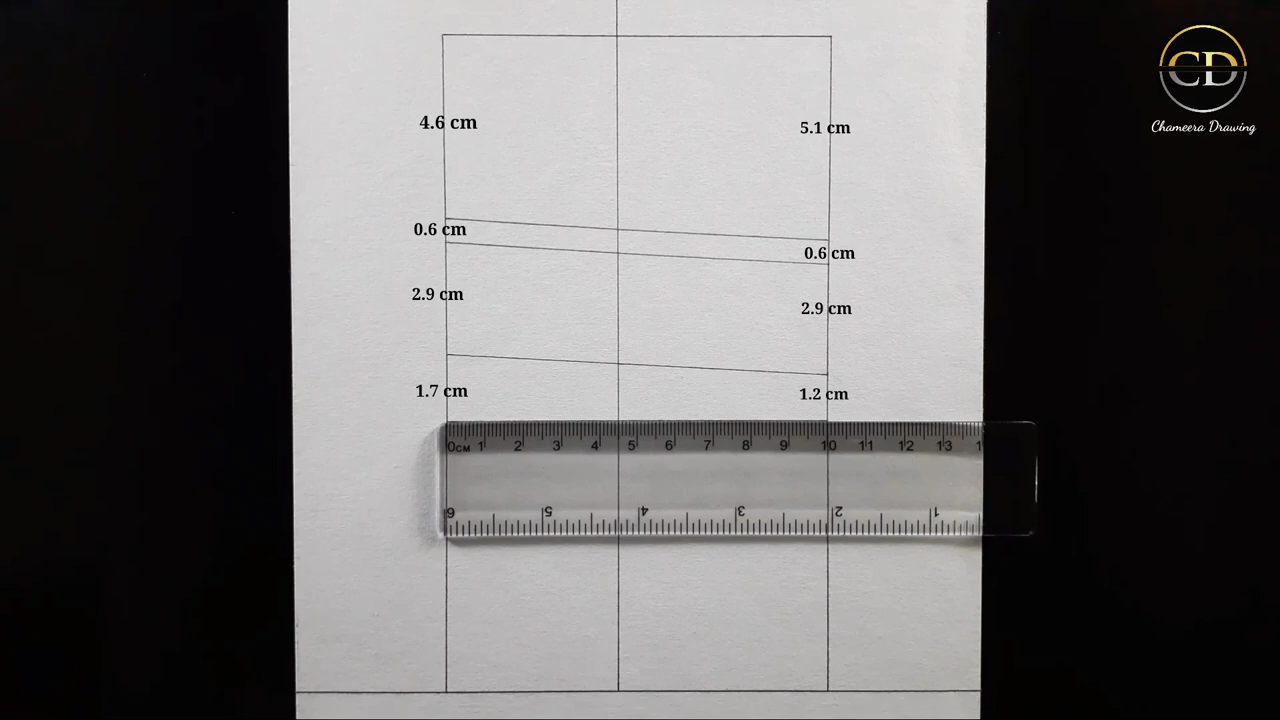 CD
Chameera Drawing
4.6 cm
5.1 cm
0.6 cm
0.6 cm
2.9 cm
2.9 cm
1.7 cm
1.2 cm
0CM 1 2 3 4 5 6 7 8 9 10 11 12 13 1
6 5 4 3 2 1